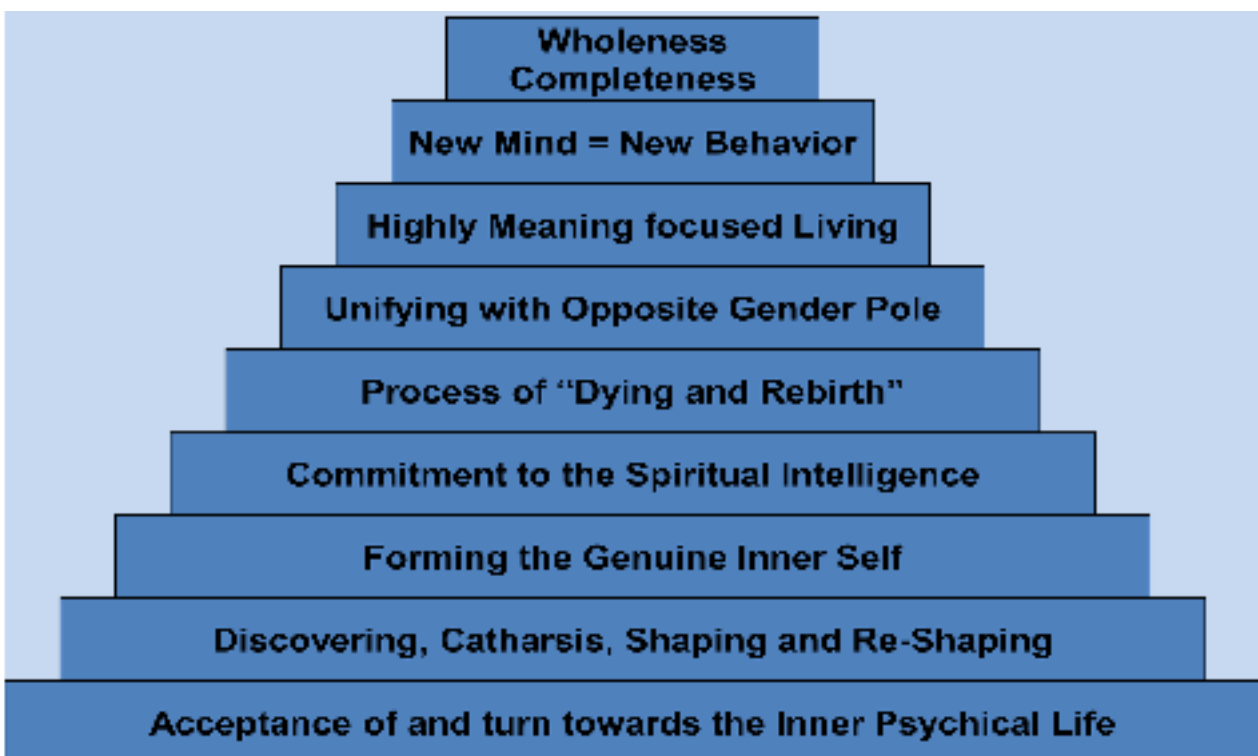 Wholeness
Completeness
New Mind = New Behavior
Highly Meaning focused Living
Unifying with Opposite Gender Pole
Process of “Dying and Rebirth”
Commitment to the Spiritual Intelligence
Forming the Genuine Inner Self
Discovering, Catharsis, Shaping and Re-Shaping
Acceptance of and turn towards the Inner Psychical Life